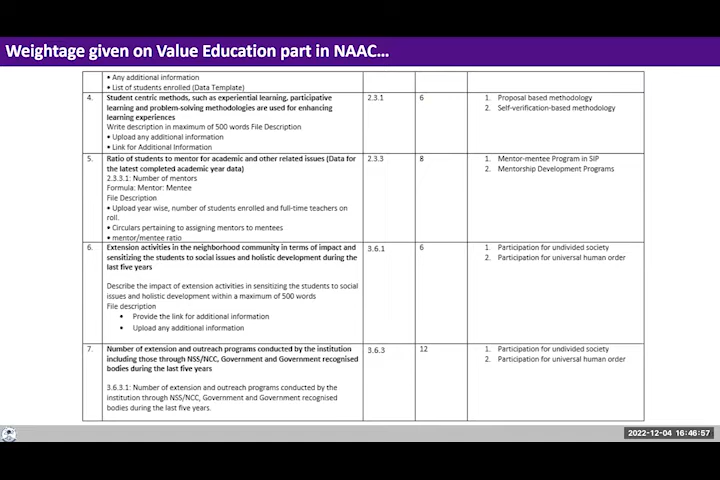 Weightage given on Value Education part in NAAC...
• Any additional information
• List of students enrolled (Data Template)
4. Student centric methods, such as experiential learning, participative 2.3.1 6 1. Proposal based methodology
learning and problem-solving methodologies are used for enhancing 2. Self-verification-based methodology
learning experiences
Write description in maximum of 500 words File Description
• Upload any additional information
• Link for Additional Information
5. Ratio of students to mentor for academic and other related issues (Data for 2.3.3 8 1. Mentor-mentee Program in SIP
the latest completed academic year data) 2. Mentorship Development Programs
2.3.3.1: Number of mentors
Formula: Mentor: Mentee
File Description
• Upload year wise, number of students enrolled and full-time teachers on
roll.
• Circulars pertaining to assigning mentors to mentees
• mentor/mentee ratio
6. Extension activities in the neighborhood community in terms of impact and 3.6.1 6 1. Participation for undivided society
sensitizing the students to social issues and holistic development during the 2. Participation for universal human order
last five years
Describe the impact of extension activities in sensitizing the students to social
issues and holistic development within a maximum of 500 words
File description
• Provide the link for additional information
• Upload any additional information
7. Number of extension and outreach programs conducted by the institution 3.6.3 12 1. Participation for undivided society
including those through NSS/NCC, Government and Government recognised 2. Participation for universal human order
bodies during the last five years
3.6.3.1: Number of extension and outreach programs conducted by the
institution through NSS/NCC, Government and Government recognised
bodies during the last five years.
2022-12-04 16:46:57